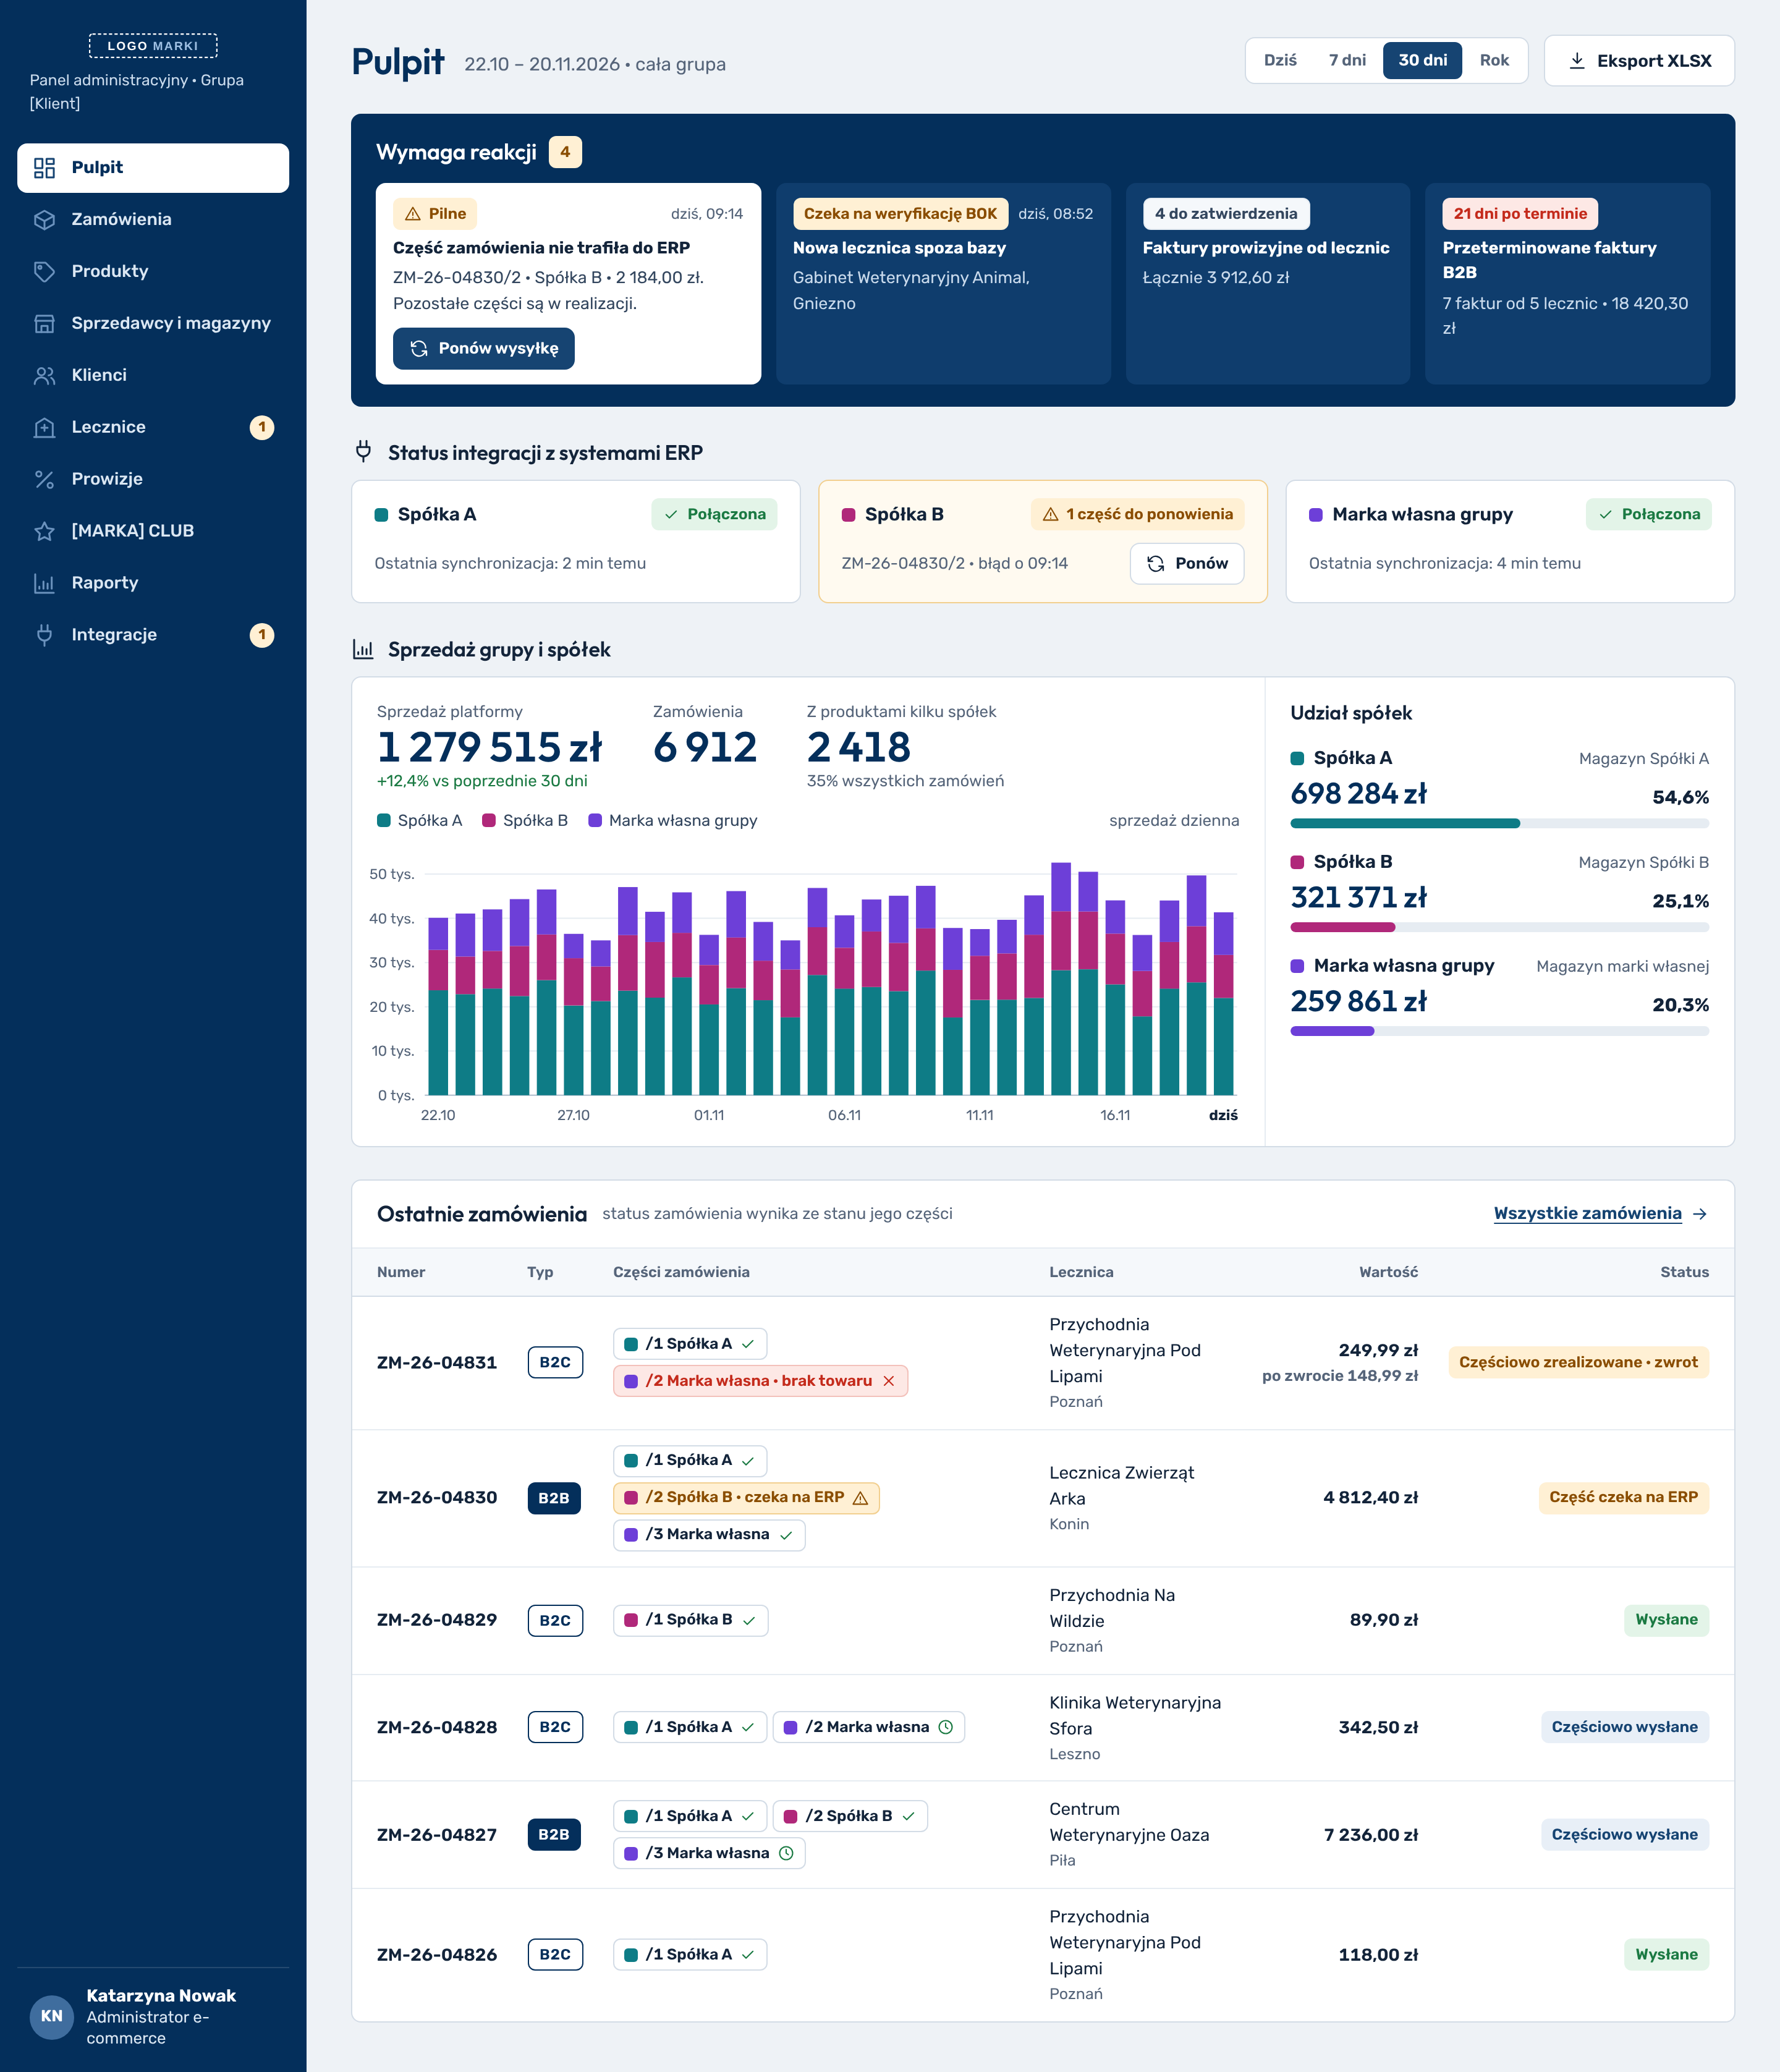 LOGO MARKI
Panel administracyjny • Grupa
[Klient]
Pulpit
Zamówienia
Produkty
Sprzedawcy i magazyny
Klienci
Lecznice 1
Prowizje
[MARKA] CLUB
Raporty
Integracje 1
KN
Katarzyna Nowak
Administrator e-
commerce
Pulpit 22.10 – 20.11.2026 • cała grupa
Dziś 7 dni 30 dni Rok
Eksport XLSX
Wymaga reakcji 4
Pilne dziś, 09:14
Część zamówienia nie trafiła do ERP
ZM-26-04830/2 • Spółka B • 2 184,00 zł.
Pozostałe części są w realizacji.
Ponów wysyłkę
Czeka na weryfikację BOK dziś, 08:52
Nowa lecznica spoza bazy
Gabinet Weterynaryjny Animal,
Gniezno
4 do zatwierdzenia
Faktury prowizyjne od lecznic
Łącznie 3 912,60 zł
21 dni po terminie
Przeterminowane faktury
B2B
7 faktur od 5 lecznic • 18 420,30
zł
Status integracji z systemami ERP
Spółka A Połączona
Ostatnia synchronizacja: 2 min temu
Spółka B 1 część do ponowienia
ZM-26-04830/2 • błąd o 09:14 Ponów
Marka własna grupy Połączona
Ostatnia synchronizacja: 4 min temu
Sprzedaż grupy i spółek
Sprzedaż platformy
1 279 515 zł
+12,4% vs poprzednie 30 dni
Zamówienia
6 912
Z produktami kilku spółek
2 418
35% wszystkich zamówień
Spółka A Spółka B Marka własna grupy sprzedaż dzienna
50 tys.
40 tys.
30 tys.
20 tys.
10 tys.
0 tys.
22.10 27.10 01.11 06.11 11.11 16.11 dziś
Udział spółek
Spółka A Magazyn Spółki A
698 284 zł 54,6%
Spółka B Magazyn Spółki B
321 371 zł 25,1%
Marka własna grupy Magazyn marki własnej
259 861 zł 20,3%
Ostatnie zamówienia status zamówienia wynika ze stanu jego części Wszystkie zamówienia
Numer Typ Części zamówienia Lecznica Wartość Status
ZM-26-04831 B2C
/1 Spółka A
/2 Marka własna • brak towaru
Przychodnia
Weterynaryjna Pod
Lipami
Poznań
249,99 zł
po zwrocie 148,99 zł
Częściowo zrealizowane • zwrot
ZM-26-04830 B2B
/1 Spółka A
/2 Spółka B • czeka na ERP
/3 Marka własna
Lecznica Zwierząt
Arka
Konin
4 812,40 zł
Część czeka na ERP
ZM-26-04829 B2C
/1 Spółka B
Przychodnia Na
Wildzie
Poznań
89,90 zł
Wysłane
ZM-26-04828 B2C
/1 Spółka A /2 Marka własna
Klinika Weterynaryjna
Sfora
Leszno
342,50 zł
Częściowo wysłane
ZM-26-04827 B2B
/1 Spółka A /2 Spółka B
/3 Marka własna
Centrum
Weterynaryjne Oaza
Piła
7 236,00 zł
Częściowo wysłane
ZM-26-04826 B2C
/1 Spółka A
Przychodnia
Weterynaryjna Pod
Lipami
Poznań
118,00 zł
Wysłane